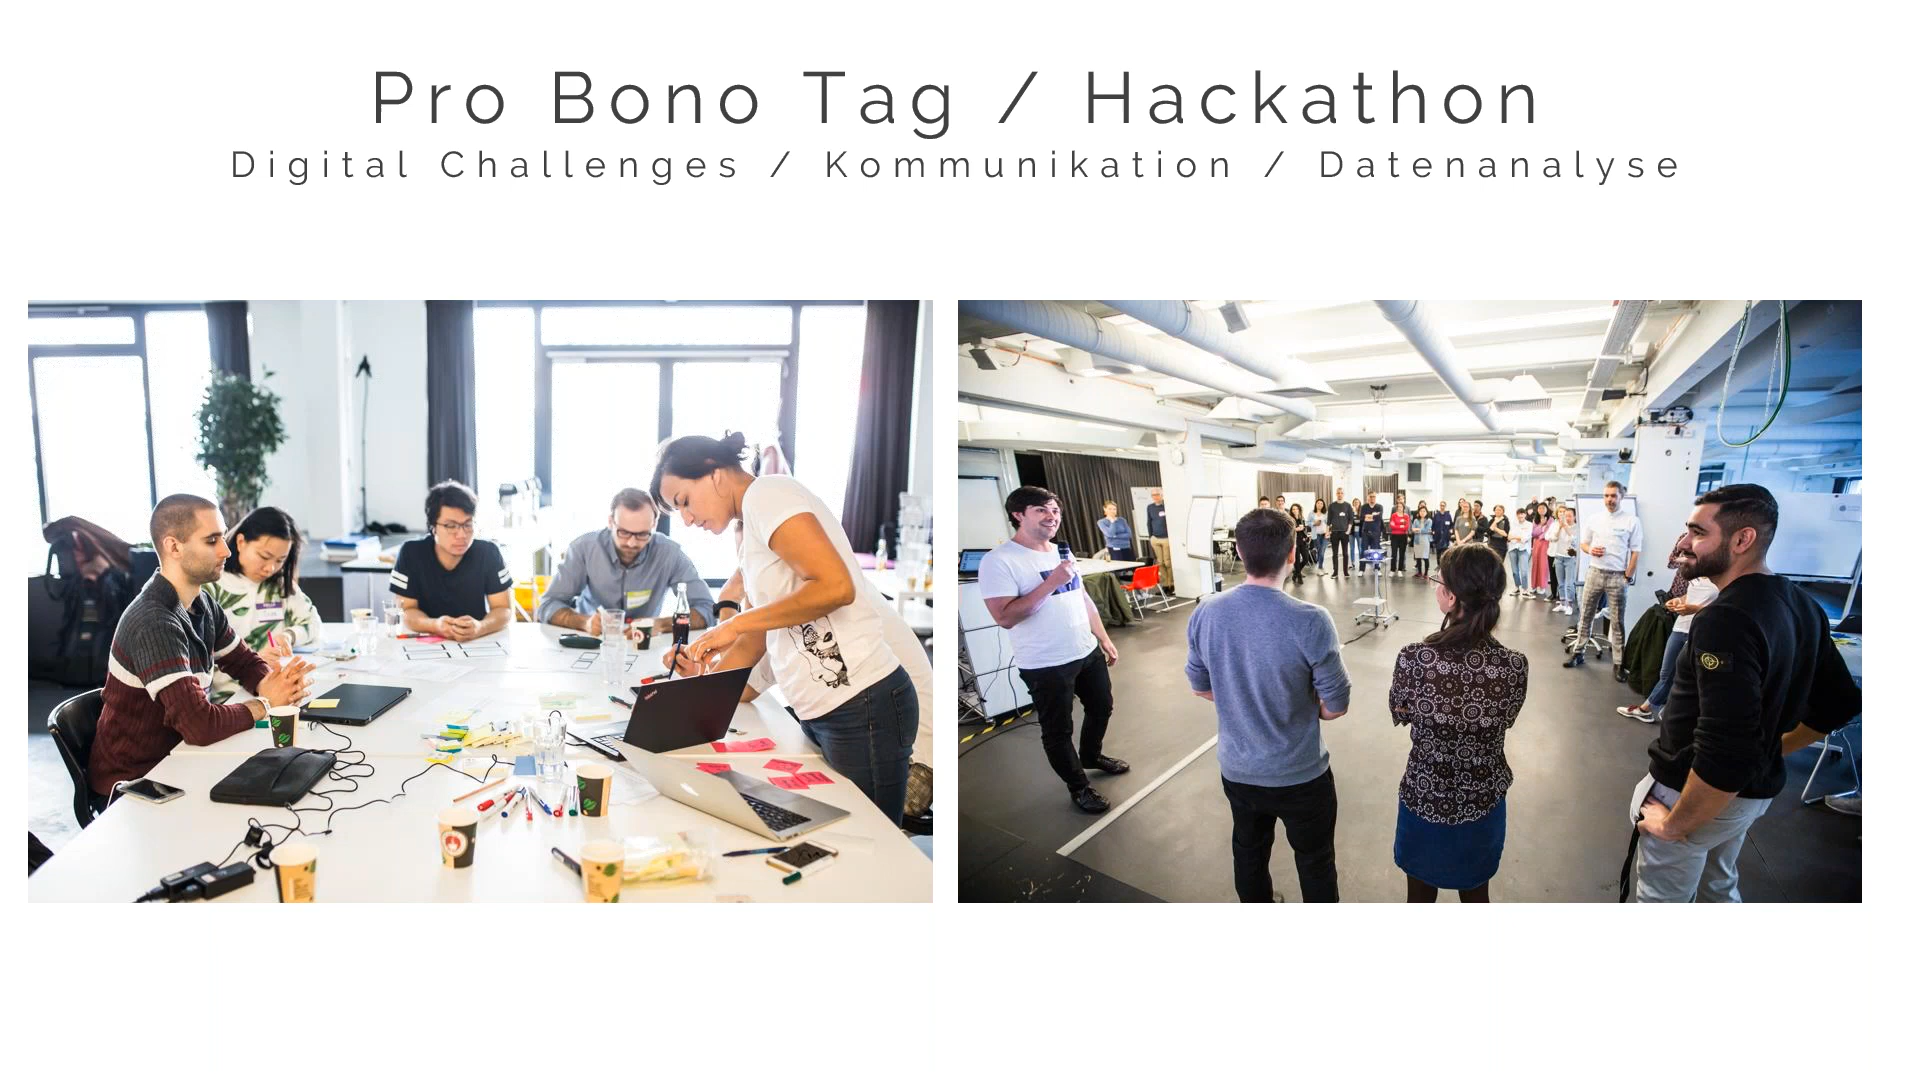 Pro Bono Tag / Hackathon
Digital Challenges / Kommunikation / Datenanalyse